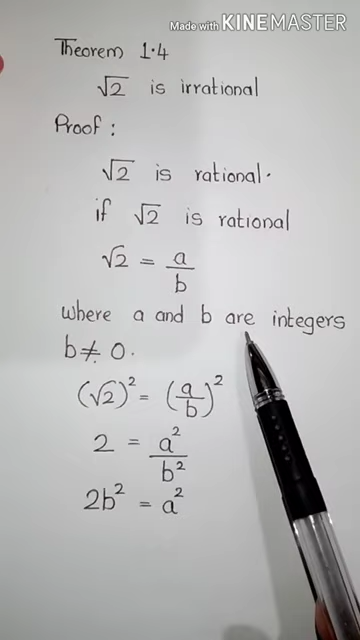 Made with KINEMASTER
Theorem 1.4
√2 is irrational
Proof :
√2 is rational.
if √2 is rational
√2 = a/b
where a and b are integers
b ≠ 0.
(√2)² = (a/b)²
2 = a²/b²
2b² = a²